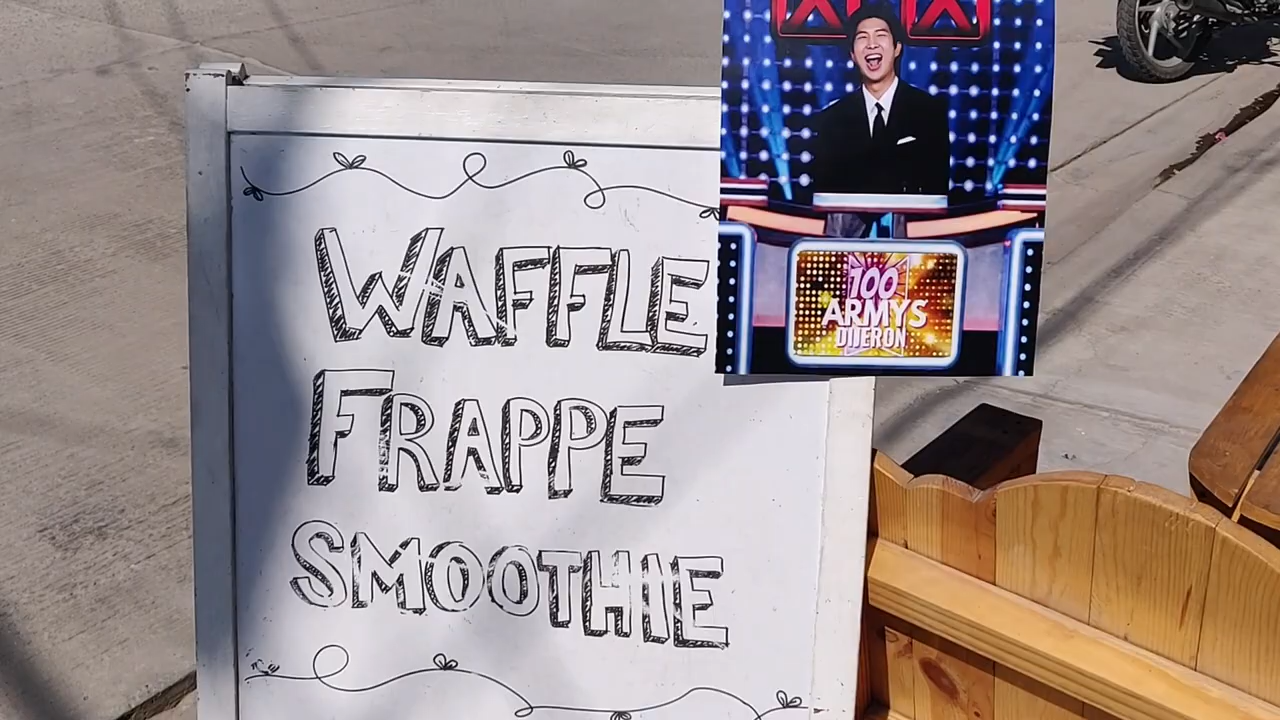 WAFFLE
FRAPPE
SMOOTHIE
100
ARMYS
DIJERON